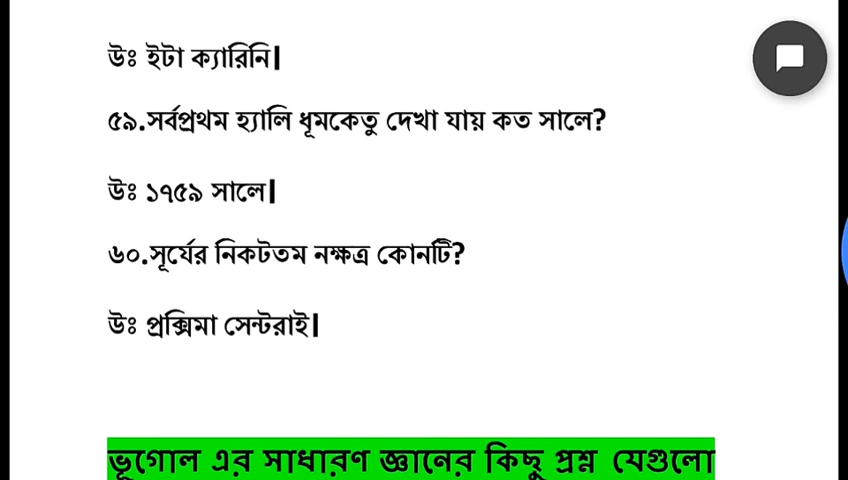 উঃ ইটা ক্যারিনি|
৫৯.সর্বপ্রথম হ্যালি ধূমকেতু দেখা যায় কত সালে?
উঃ ১৭৫৯ সালে|
৬০.সূর্যের নিকটতম নক্ষত্র কোনটি?
উঃ প্রক্সিমা সেন্টরাই|
ভূগোল এর সাধারণ জ্ঞানের কিছু প্রশ্ন যেগুলো